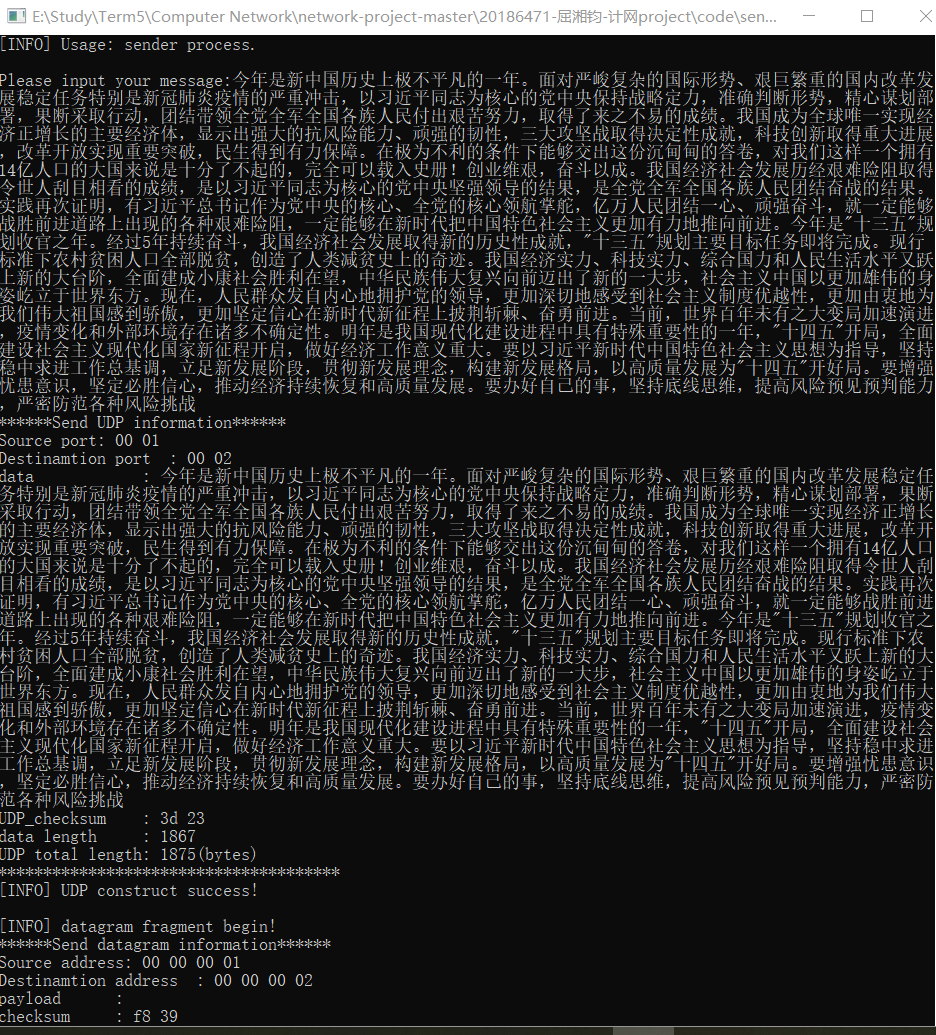 E:\Study\Term5\Computer Network\network-project-master\20186471-屈湘钧-计网project\code\sen...
[INFO] Usage: sender process.
Please input your message:今年是新中国历史上极不平凡的一年。面对严峻复杂的国际形势、艰巨繁重的国内改革发
展稳定任务特别是新冠肺炎疫情的严重冲击，以习近平同志为核心的党中央保持战略定力，准确判断形势，精心谋划部
署，果断采取行动，团结带领全党全军全国各族人民付出艰苦努力，取得了来之不易的成绩。我国成为全球唯一实现经
济正增长的主要经济体，显示出强大的抗风险能力、顽强的韧性，三大攻坚战取得决定性成就，科技创新取得重大进展
，改革开放实现重要突破，民生得到有力保障。在极为不利的条件下能够交出这份沉甸甸的答卷，对我们这样一个拥有
14亿人口的大国来说是十分了不起的，完全可以载入史册！创业维艰，奋斗以成。我国经济社会发展历经艰难险阻取得
令世人刮目相看的成绩，是以习近平同志为核心的党中央坚强领导的结果，是全党全军全国各族人民团结奋战的结果。
实践再次证明，有习近平总书记作为党中央的核心、全党的核心领航掌舵，亿万人民团结一心、顽强奋斗，就一定能够
战胜前进道路上出现的各种艰难险阻，一定能够在新时代把中国特色社会主义更加有力地推向前进。今年是"十三五"规
划收官之年。经过5年持续奋斗，我国经济社会发展取得新的历史性成就，"十三五"规划主要目标任务即将完成。现行
标准下农村贫困人口全部脱贫，创造了人类减贫史上的奇迹。我国经济实力、科技实力、综合国力和人民生活水平又跃
上新的大台阶，全面建成小康社会胜利在望，中华民族伟大复兴向前迈出了新的一大步，社会主义中国以更加雄伟的身
姿屹立于世界东方。现在，人民群众发自内心地拥护党的领导，更加深切地感受到社会主义制度优越性，更加由衷地为
我们伟大祖国感到骄傲，更加坚定信心在新时代新征程上披荆斩棘、奋勇前进。当前，世界百年未有之大变局加速演进
，疫情变化和外部环境存在诸多不确定性。明年是我国现代化建设进程中具有特殊重要性的一年，"十四五"开局，全面
建设社会主义现代化国家新征程开启，做好经济工作意义重大。要以习近平新时代中国特色社会主义思想为指导，坚持
稳中求进工作总基调，立足新发展阶段，贯彻新发展理念，构建新发展格局，以高质量发展为"十四五"开好局。要增强
忧患意识，坚定必胜信心，推动经济持续恢复和高质量发展。要办好自己的事，坚持底线思维，提高风险预见预判能力
，严密防范各种风险挑战
******Send UDP information******
Source port: 00 01
Destinamtion port  : 00 02
data            : 今年是新中国历史上极不平凡的一年。面对严峻复杂的国际形势、艰巨繁重的国内改革发展稳定任
务特别是新冠肺炎疫情的严重冲击，以习近平同志为核心的党中央保持战略定力，准确判断形势，精心谋划部署，果断
采取行动，团结带领全党全军全国各族人民付出艰苦努力，取得了来之不易的成绩。我国成为全球唯一实现经济正增长
的主要经济体，显示出强大的抗风险能力、顽强的韧性，三大攻坚战取得决定性成就，科技创新取得重大进展，改革开
放实现重要突破，民生得到有力保障。在极为不利的条件下能够交出这份沉甸甸的答卷，对我们这样一个拥有14亿人口
的大国来说是十分了不起的，完全可以载入史册！创业维艰，奋斗以成。我国经济社会发展历经艰难险阻取得令世人刮
目相看的成绩，是以习近平同志为核心的党中央坚强领导的结果，是全党全军全国各族人民团结奋战的结果。实践再次
证明，有习近平总书记作为党中央的核心、全党的核心领航掌舵，亿万人民团结一心、顽强奋斗，就一定能够战胜前进
道路上出现的各种艰难险阻，一定能够在新时代把中国特色社会主义更加有力地推向前进。今年是"十三五"规划收官之
年。经过5年持续奋斗，我国经济社会发展取得新的历史性成就，"十三五"规划主要目标任务即将完成。现行标准下农
村贫困人口全部脱贫，创造了人类减贫史上的奇迹。我国经济实力、科技实力、综合国力和人民生活水平又跃上新的大
台阶，全面建成小康社会胜利在望，中华民族伟大复兴向前迈出了新的一大步，社会主义中国以更加雄伟的身姿屹立于
世界东方。现在，人民群众发自内心地拥护党的领导，更加深切地感受到社会主义制度优越性，更加由衷地为我们伟大
祖国感到骄傲，更加坚定信心在新时代新征程上披荆斩棘、奋勇前进。当前，世界百年未有之大变局加速演进，疫情变
化和外部环境存在诸多不确定性。明年是我国现代化建设进程中具有特殊重要性的一年，"十四五"开局，全面建设社会
主义现代化国家新征程开启，做好经济工作意义重大。要以习近平新时代中国特色社会主义思想为指导，坚持稳中求进
工作总基调，立足新发展阶段，贯彻新发展理念，构建新发展格局，以高质量发展为"十四五"开好局。要增强忧患意识
，坚定必胜信心，推动经济持续恢复和高质量发展。要办好自己的事，坚持底线思维，提高风险预见预判能力，严密防
范各种风险挑战
UDP_checksum    : 3d 23
data length     : 1867
UDP total length: 1875(bytes)
**************************************
[INFO] UDP construct success!
[INFO] datagram fragment begin!
******Send datagram information******
Source address: 00 00 00 01
Destinamtion address  : 00 00 00 02
payload      :
checksum     : f8 39